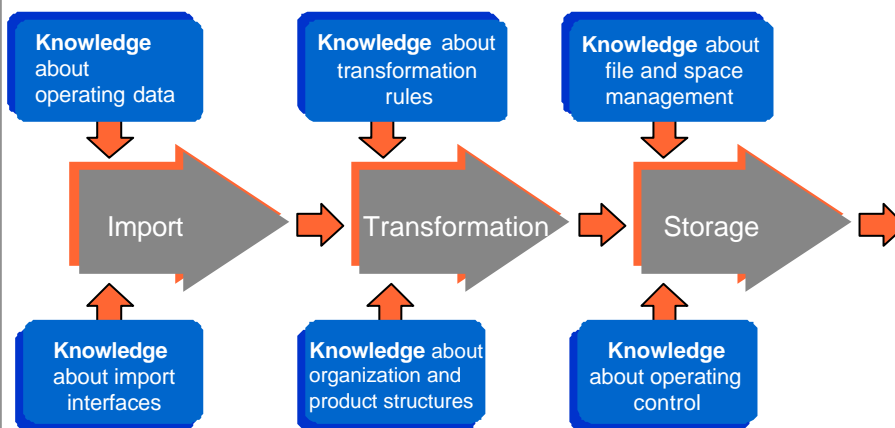 Knowledge
about
operating data
Knowledge about
transformation
rules
Knowledge about
file and space
management
Import
Transformation
Storage
Knowledge
about import
interfaces
Knowledge about
organization and
product structures
Knowledge
about operating
control